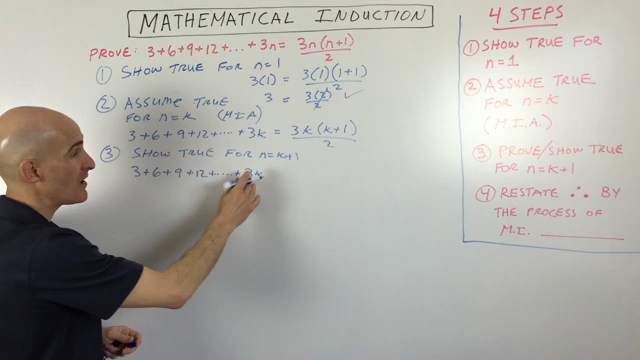 MATHEMATICAL INDUCTION
PROVE: 3+6+9+12+...+3n = 3n(n+1)/2
① SHOW TRUE FOR n=1
3(1) = 3(1)(1+1)/2
3 = 3(2)/2 ✓
② ASSUME TRUE
FOR n=k (MIA)
3+6+9+12+....+3k = 3k(k+1)/2
③ SHOW TRUE FOR n=k+1
3+6+9+12+....+3k
4 STEPS
① SHOW TRUE FOR
n=1
② ASSUME TRUE
FOR n=k
(M.I.A.)
③ PROVE/SHOW TRUE
FOR n=k+1
④ RESTATE ∴ BY
THE PROCESS OF
M.I. ________